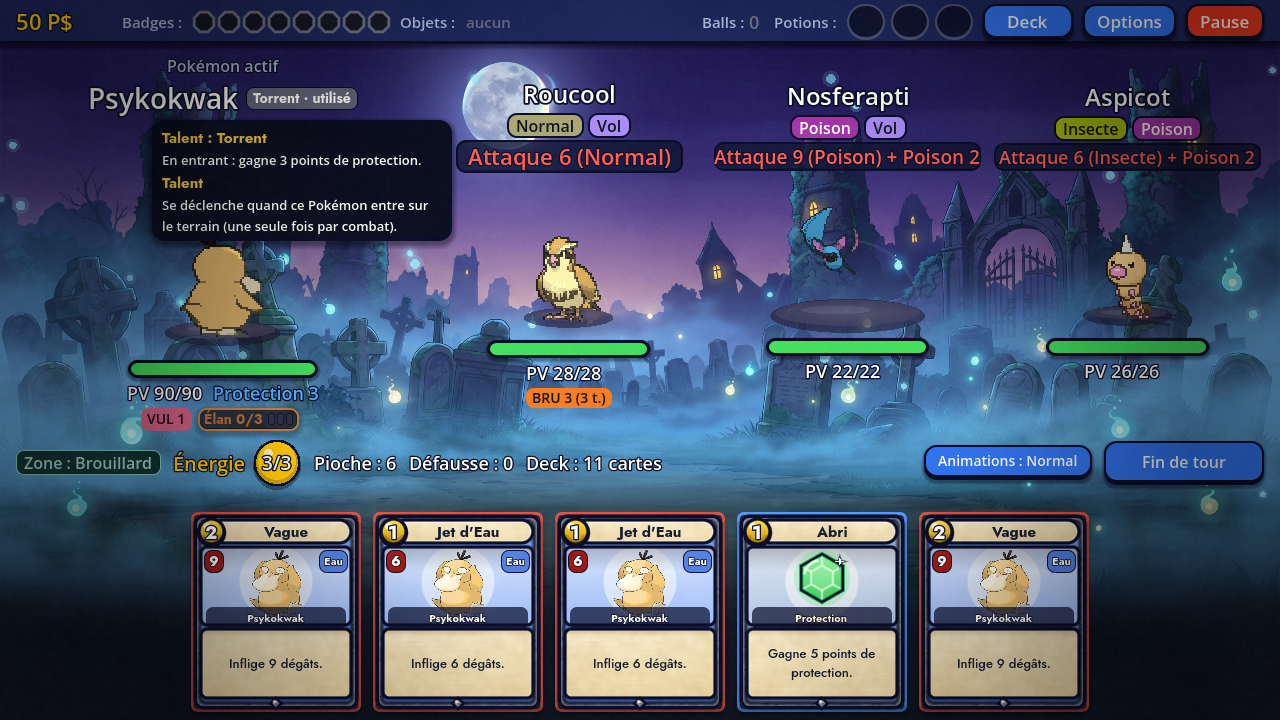 50 P$
Badges :
Objets : aucun
Balls : 0
Potions :
Deck
Options
Pause
Pokémon actif
Psykokwak
Torrent · utilisé
Talent : Torrent
En entrant : gagne 3 points de protection.
Talent
Se déclenche quand ce Pokémon entre sur
le terrain (une seule fois par combat).
PV 90/90 Protection 3
VUL 1
Élan 0/3
Roucool
Normal
Vol
Attaque 6 (Normal)
PV 28/28
BRU 3 (3 t.)
Nosferapti
Poison
Vol
Attaque 9 (Poison) + Poison 2
PV 22/22
Aspicot
Insecte
Poison
Attaque 6 (Insecte) + Poison 2
PV 26/26
Zone : Brouillard
Énergie 3/3
Pioche : 6 Défausse : 0 Deck : 11 cartes
Animations : Normal
Fin de tour
2 Vague
9 Eau
Psykokwak
Inflige 9 dégâts.
1 Jet d'Eau
6 Eau
Psykokwak
Inflige 6 dégâts.
1 Jet d'Eau
6 Eau
Psykokwak
Inflige 6 dégâts.
1 Abri
Protection
Gagne 5 points de
protection.
2 Vague
9 Eau
Psykokwak
Inflige 9 dégâts.